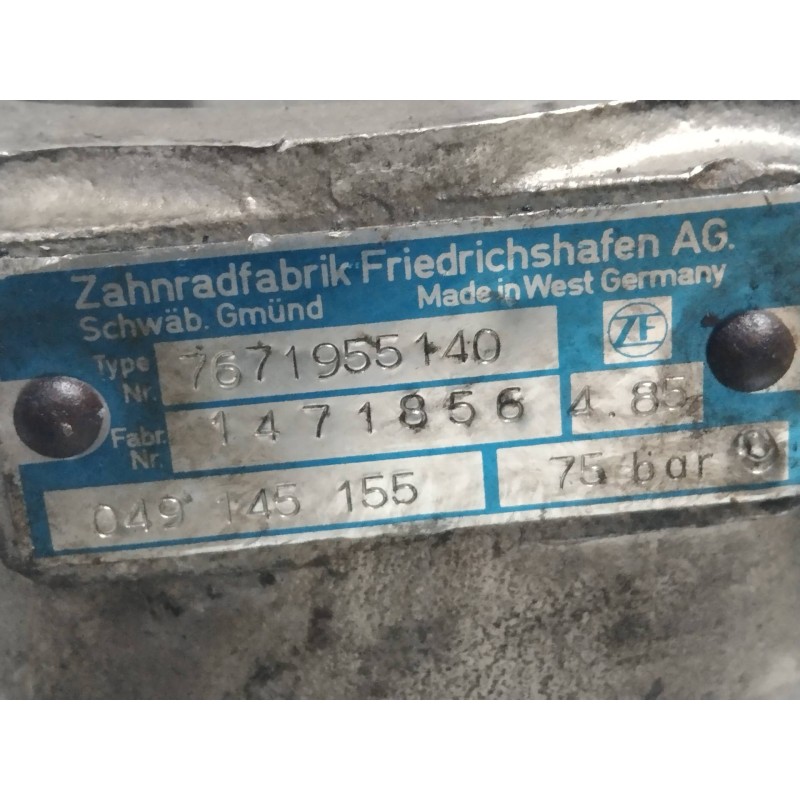 Zahnradfabrik Friedrichshafen AG.
Schwäb. Gmünd Made in West Germany
Type Nr. 7671955140 ZF
Fabr. Nr. 1471856 4.85
049 145 155 75 bar